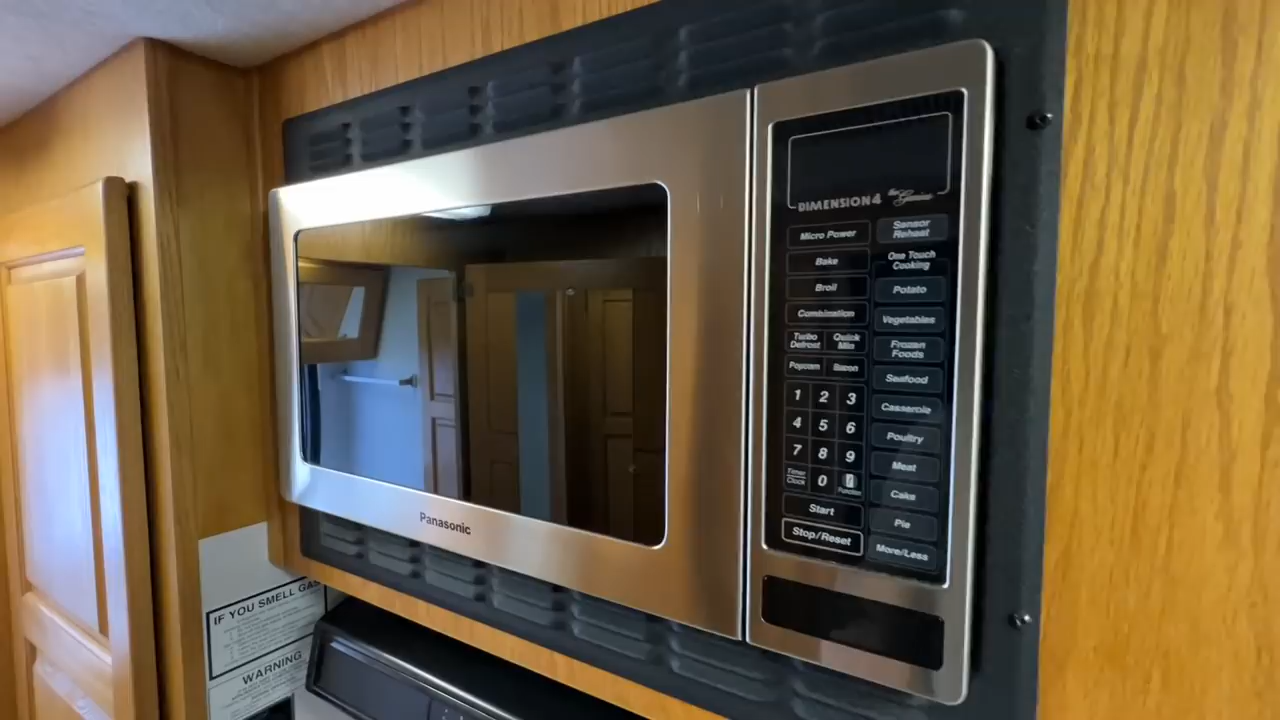 DIMENSION 4 the Genius
Micro Power
Sensor
Reheat
Bake
One Touch
Cooking
Broil
Potato
Combination
Vegetables
Turbo
Defrost
Quick
Min
Frozen
Foods
Popcorn
Bacon
Seafood
1 2 3
Casserole
4 5 6
Poultry
7 8 9
Meat
Timer
Clock
0
Function
Cake
Start
Pie
Stop/Reset
More/Less
Panasonic
IF YOU SMELL GAS
WARNING